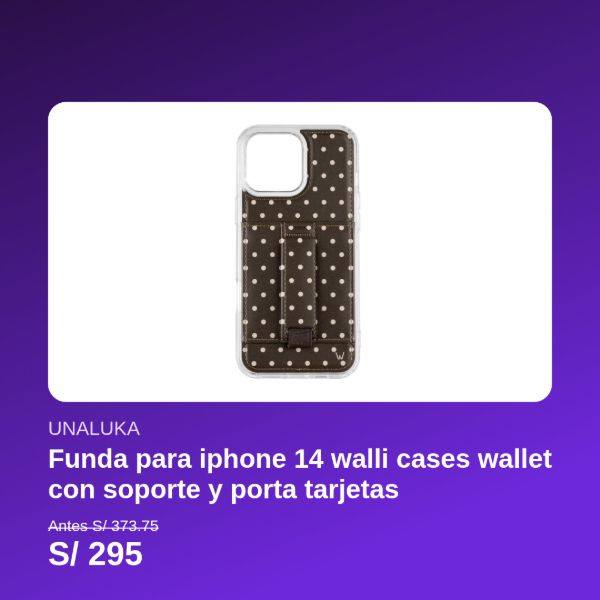 W
UNALUKA
Funda para iphone 14 walli cases wallet
con soporte y porta tarjetas
Antes S/ 373.75
S/ 295